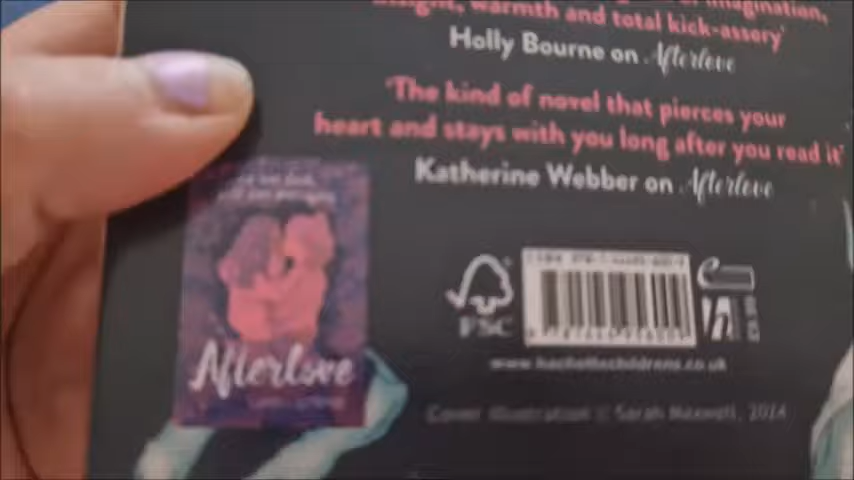 imagination,
warmth and total kick-assery'
Holly Bourne on Afterlove
'The kind of novel that pierces your
heart and stays with you long after you read it'
Katherine Webber on Afterlove
Afterlove
FSC
www.hachettechildrens.co.uk
Cover illustration © Sarah Maxwell, 2024